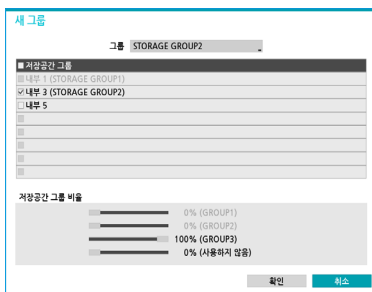 새 그룹
그룹 STORAGE GROUP2
저장공간 그룹
내부 1 (STORAGE GROUP1)
내부 3 (STORAGE GROUP2)
내부 5
저장공간 그룹 비율
0% (GROUP1)
0% (GROUP2)
100% (GROUP3)
0% (사용하지 않음)
확인 취소